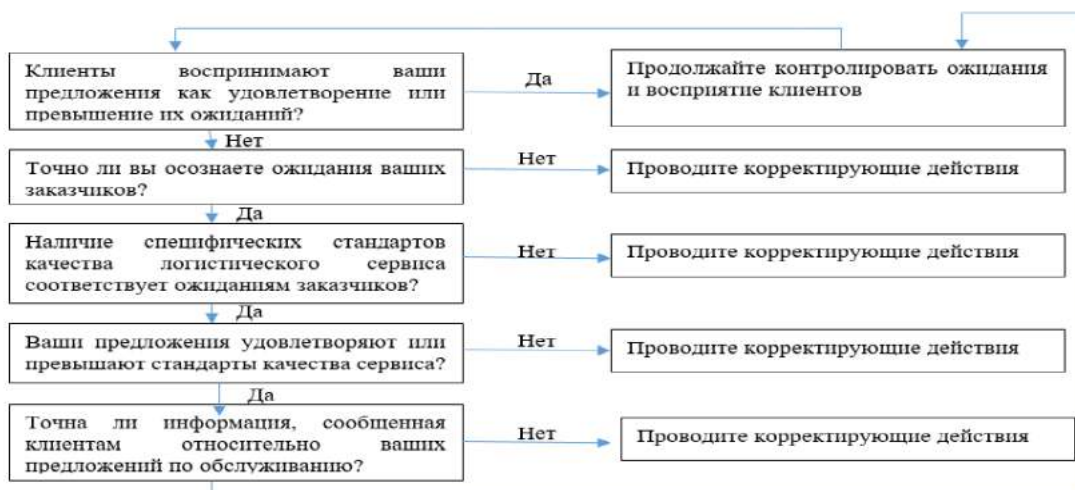 Клиенты воспринимают ваши
предложения как удовлетворение или
превышение их ожиданий?
Да
Продолжайте контролировать ожидания
и восприятие клиентов
Нет
Точно ли вы осознаете ожидания ваших
заказчиков?
Нет
Проводите корректирующие действия
Да
Наличие специфических стандартов
качества логистического сервиса
соответствует ожиданиям заказчиков?
Нет
Проводите корректирующие действия
Да
Ваши предложения удовлетворяют или
превышают стандарты качества сервиса?
Нет
Проводите корректирующие действия
Да
Точна ли информация, сообщенная
клиентам относительно ваших
предложений по обслуживанию?
Нет
Проводите корректирующие действия